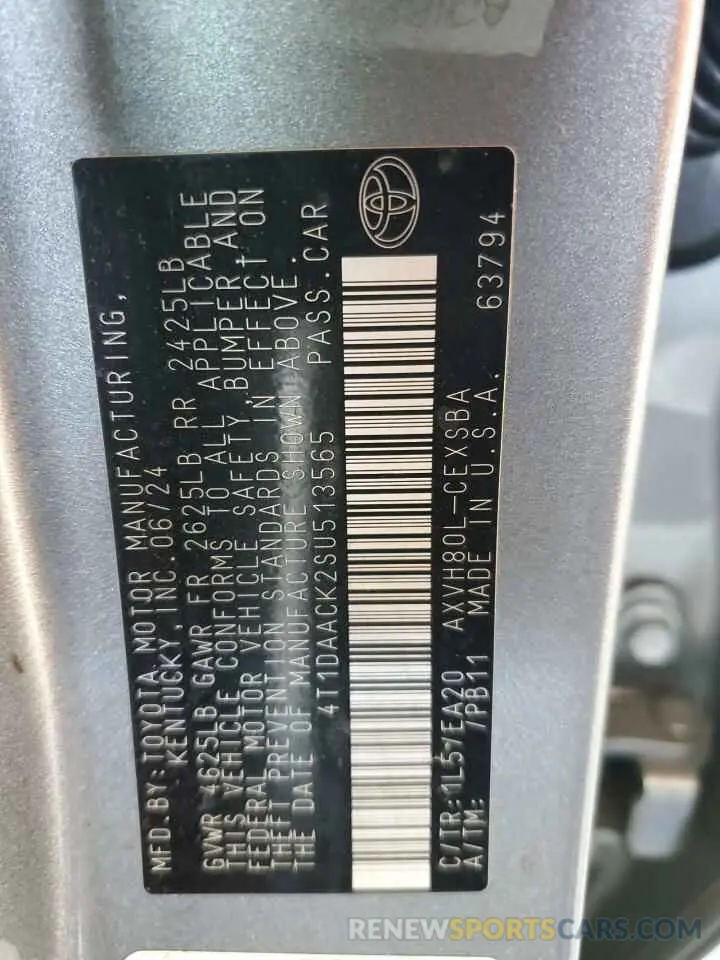 MFD. BY: TOYOTA MOTOR MANUFACTURING,
KENTUCKY, INC. 06/24
GVWR 4625LB GAWR FR 2625LB RR 2425LB
THIS VEHICLE CONFORMS TO ALL APPLICABLE
FEDERAL MOTOR VEHICLE SAFETY, BUMPER AND
THEFT PREVENTION STANDARDS IN EFFECT ON
THE DATE OF MANUFACTURE SHOWN ABOVE.
4T1DAACK2SU513565 PASS. CAR
C/TR: 1L5/EA20 AXVH80L-CEXSBA
A/TM: /PB11 MADE IN U.S.A. 63794
RENEWSPORTSCARS.COM